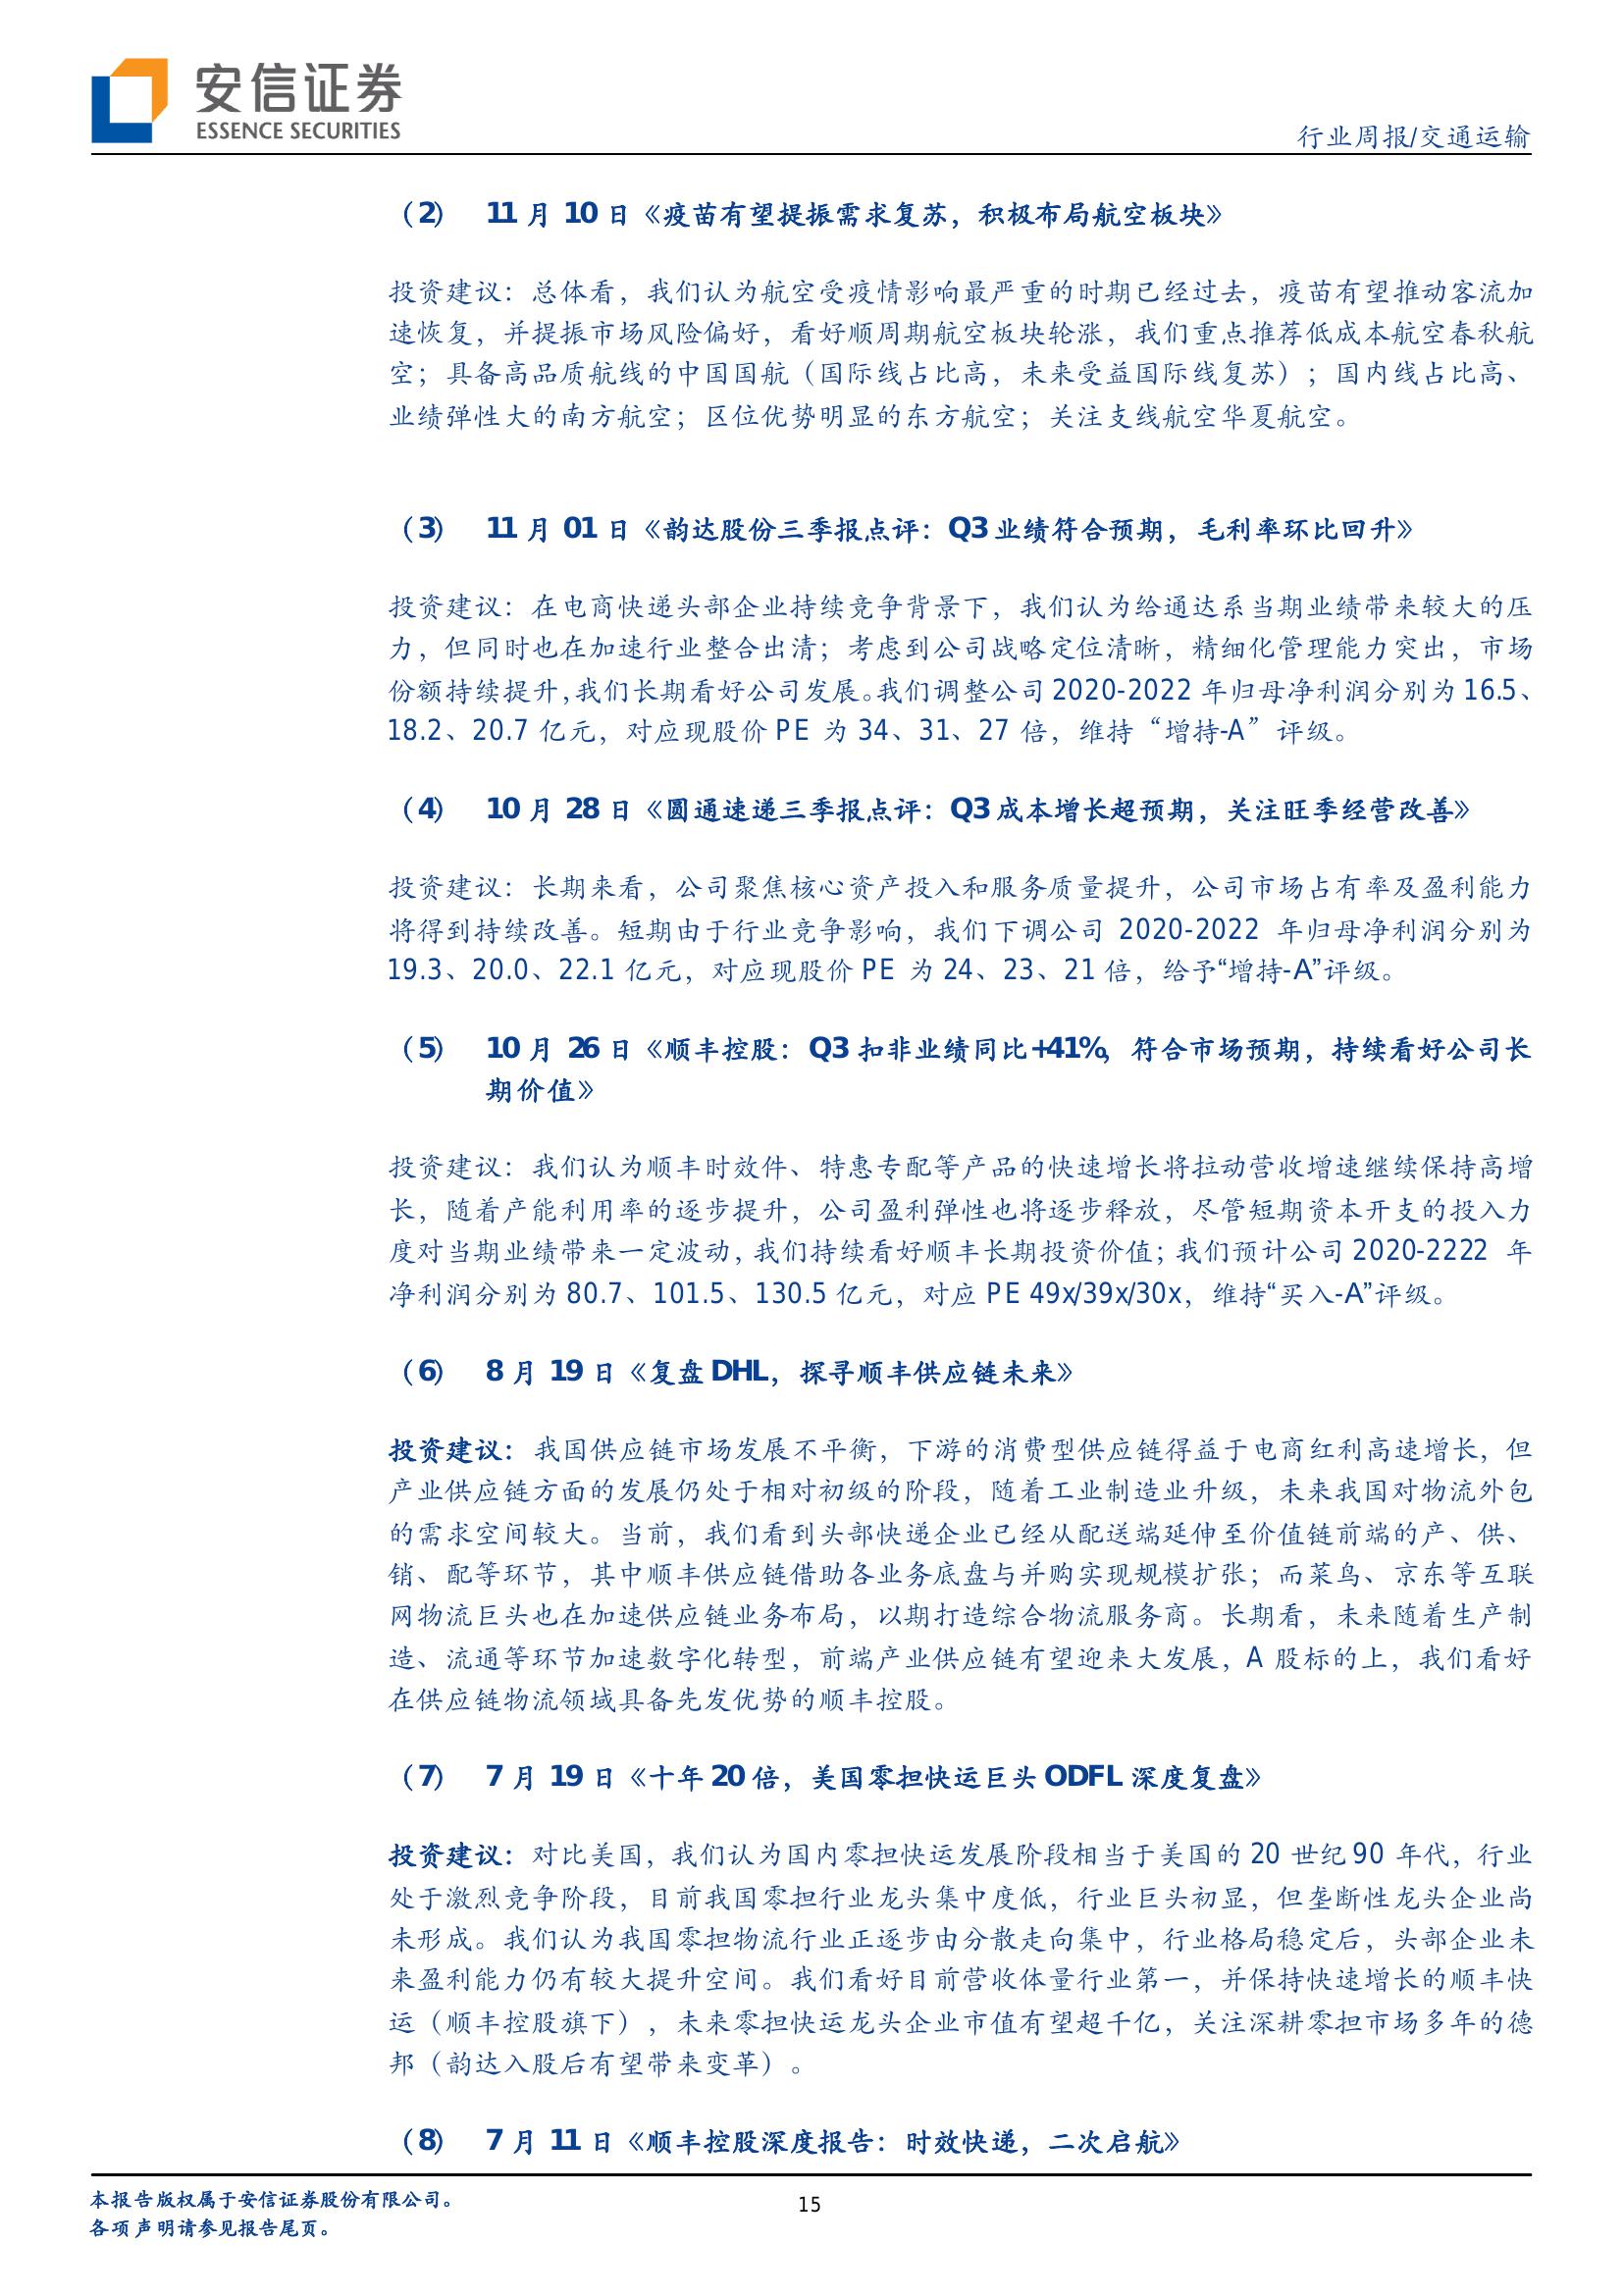 安信证券
ESSENCE SECURITIES
行业周报/交通运输
（2） 11 月 10 日《疫苗有望提振需求复苏，积极布局航空板块》
投资建议：总体看，我们认为航空受疫情影响最严重的时期已经过去，疫苗有望推动客流加
速恢复，并提振市场风险偏好，看好顺周期航空板块轮涨，我们重点推荐低成本航空春秋航
空；具备高品质航线的中国国航（国际线占比高，未来受益国际线复苏）；国内线占比高、
业绩弹性大的南方航空；区位优势明显的东方航空；关注支线航空华夏航空。
（3） 11 月 01 日《韵达股份三季报点评：Q3 业绩符合预期，毛利率环比回升》
投资建议：在电商快递头部企业持续竞争背景下，我们认为给通达系当期业绩带来较大的压
力，但同时也在加速行业整合出清；考虑到公司战略定位清晰，精细化管理能力突出，市场
份额持续提升，我们长期看好公司发展。我们调整公司 2020-2022 年归母净利润分别为 16.5、
18.2、20.7 亿元，对应现股价 PE 为 34、31、27 倍，维持“增持-A”评级。
（4） 10 月 28 日《圆通速递三季报点评：Q3 成本增长超预期，关注旺季经营改善》
投资建议：长期来看，公司聚焦核心资产投入和服务质量提升，公司市场占有率及盈利能力
将得到持续改善。短期由于行业竞争影响，我们下调公司 2020-2022 年归母净利润分别为
19.3、20.0、22.1 亿元，对应现股价 PE 为 24、23、21 倍，给予“增持-A”评级。
（5） 10 月 26 日《顺丰控股：Q3 扣非业绩同比+41%，符合市场预期，持续看好公司长
期价值》
投资建议：我们认为顺丰时效件、特惠专配等产品的快速增长将拉动营收增速继续保持高增
长，随着产能利用率的逐步提升，公司盈利弹性也将逐步释放，尽管短期资本开支的投入力
度对当期业绩带来一定波动，我们持续看好顺丰长期投资价值；我们预计公司 2020-2222 年
净利润分别为 80.7、101.5、130.5 亿元，对应 PE 49x/39x/30x，维持“买入-A”评级。
（6） 8 月 19 日《复盘 DHL，探寻顺丰供应链未来》
投资建议：我国供应链市场发展不平衡，下游的消费型供应链得益于电商红利高速增长，但
产业供应链方面的发展仍处于相对初级的阶段，随着工业制造业升级，未来我国对物流外包
的需求空间较大。当前，我们看到头部快递企业已经从配送端延伸至价值链前端的产、供、
销、配等环节，其中顺丰供应链借助各业务底盘与并购实现规模扩张；而菜鸟、京东等互联
网物流巨头也在加速供应链业务布局，以期打造综合物流服务商。长期看，未来随着生产制
造、流通等环节加速数字化转型，前端产业供应链有望迎来大发展，A 股标的上，我们看好
在供应链物流领域具备先发优势的顺丰控股。
（7） 7 月 19 日《十年 20 倍，美国零担快运巨头 ODFL 深度复盘》
投资建议：对比美国，我们认为国内零担快运发展阶段相当于美国的 20 世纪 90 年代，行业
处于激烈竞争阶段，目前我国零担行业龙头集中度低，行业巨头初显，但垄断性龙头企业尚
未形成。我们认为我国零担物流行业正逐步由分散走向集中，行业格局稳定后，头部企业未
来盈利能力仍有较大提升空间。我们看好目前营收体量行业第一，并保持快速增长的顺丰快
运（顺丰控股旗下），未来零担快运龙头企业市值有望超千亿，关注深耕零担市场多年的德
邦（韵达入股后有望带来变革）。
（8） 7 月 11 日《顺丰控股深度报告：时效快递，二次启航》
本报告版权属于安信证券股份有限公司。
15
各项声明请参见报告尾页。